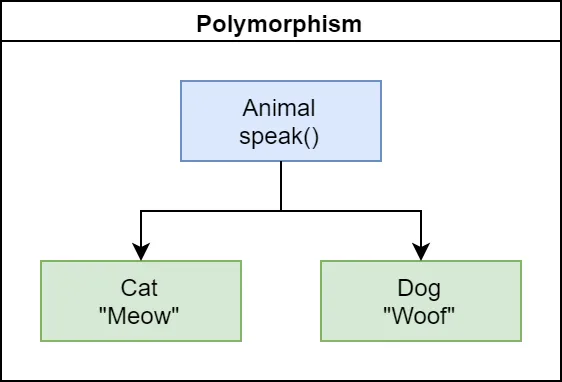 Polymorphism
Animal
speak()
Cat
"Meow"
Dog
"Woof"